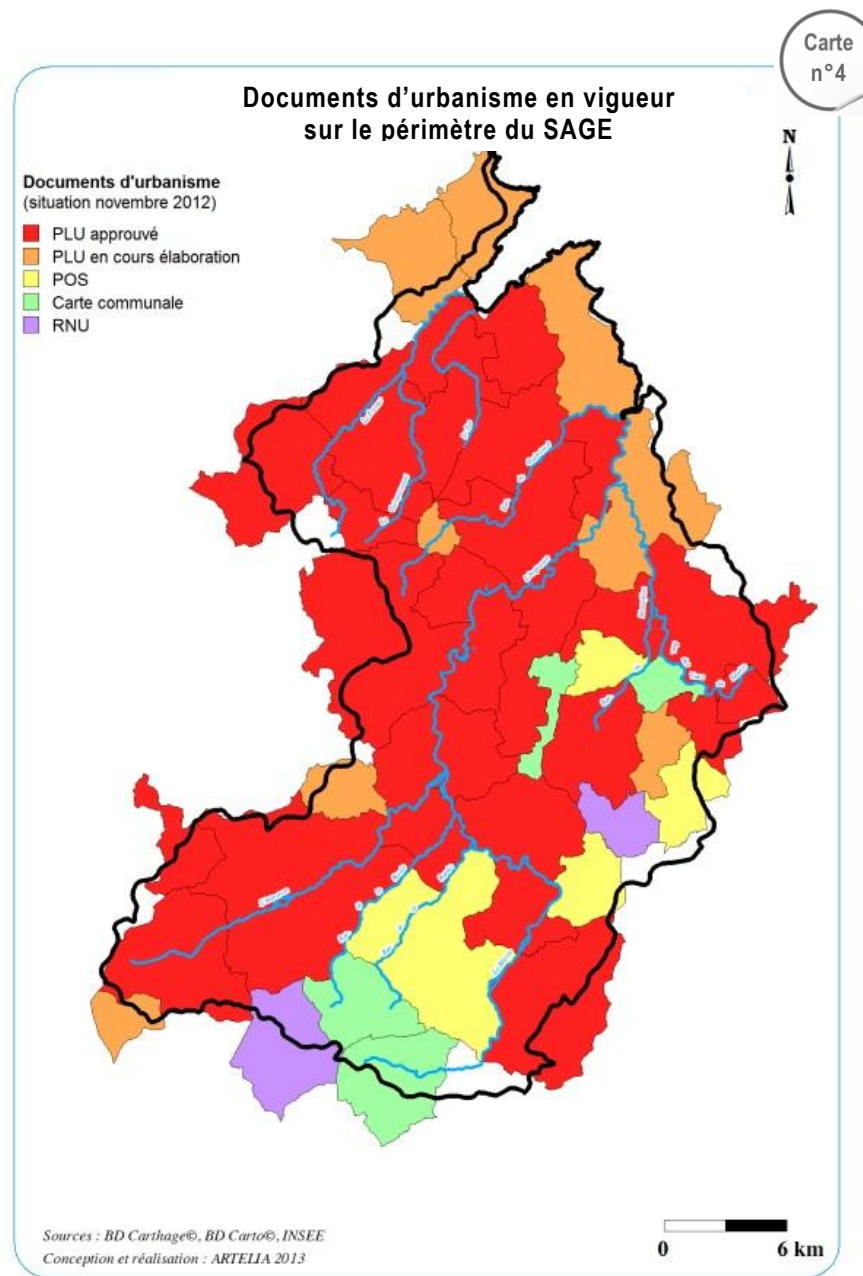 Carte
n°4
Documents d'urbanisme en vigueur
sur le périmètre du SAGE
N
Documents d'urbanisme
(situation novembre 2012)
PLU approuvé
PLU en cours élaboration
POS
Carte communale
RNU
Sources : BD Carthage©, BD Carto©, INSEE
Conception et réalisation : ARTELIA 2013
0 6 km